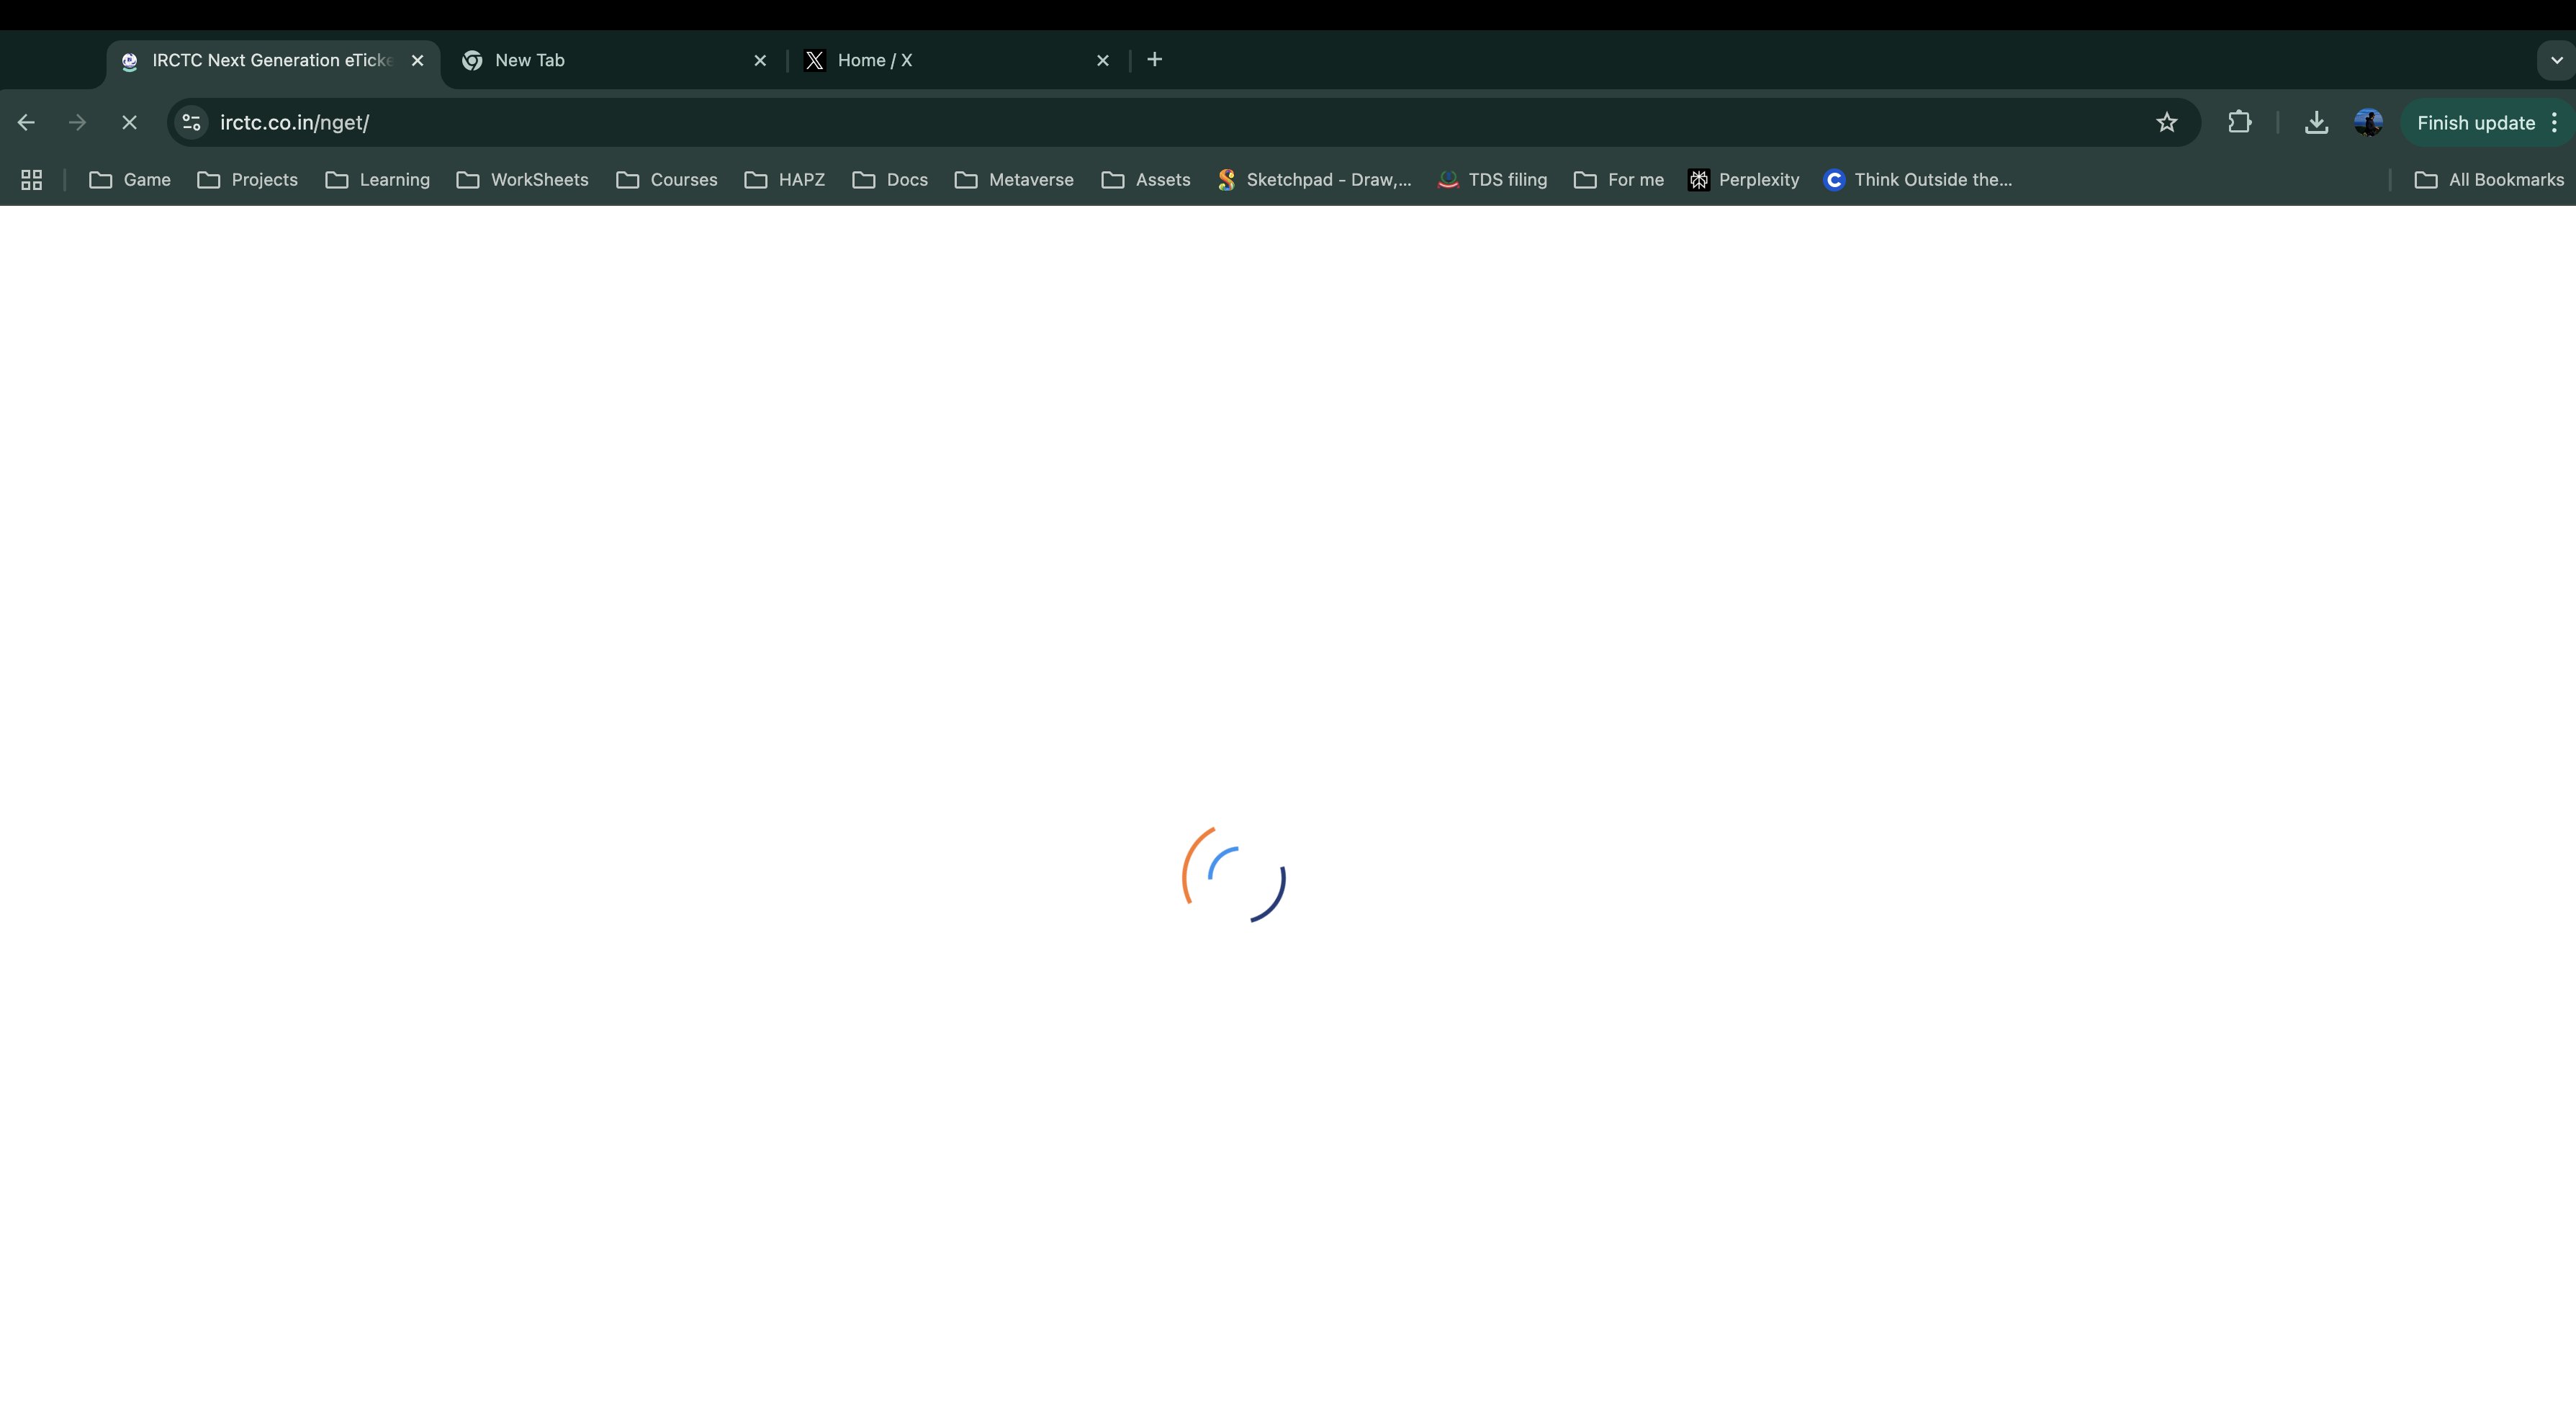 IRCTC Next Generation eTicke
New Tab
Home / X
irctc.co.in/nget/
Finish update
Game Projects Learning WorkSheets Courses HAPZ Docs Metaverse Assets Sketchpad - Draw,... TDS filing For me Perplexity Think Outside the... All Bookmarks